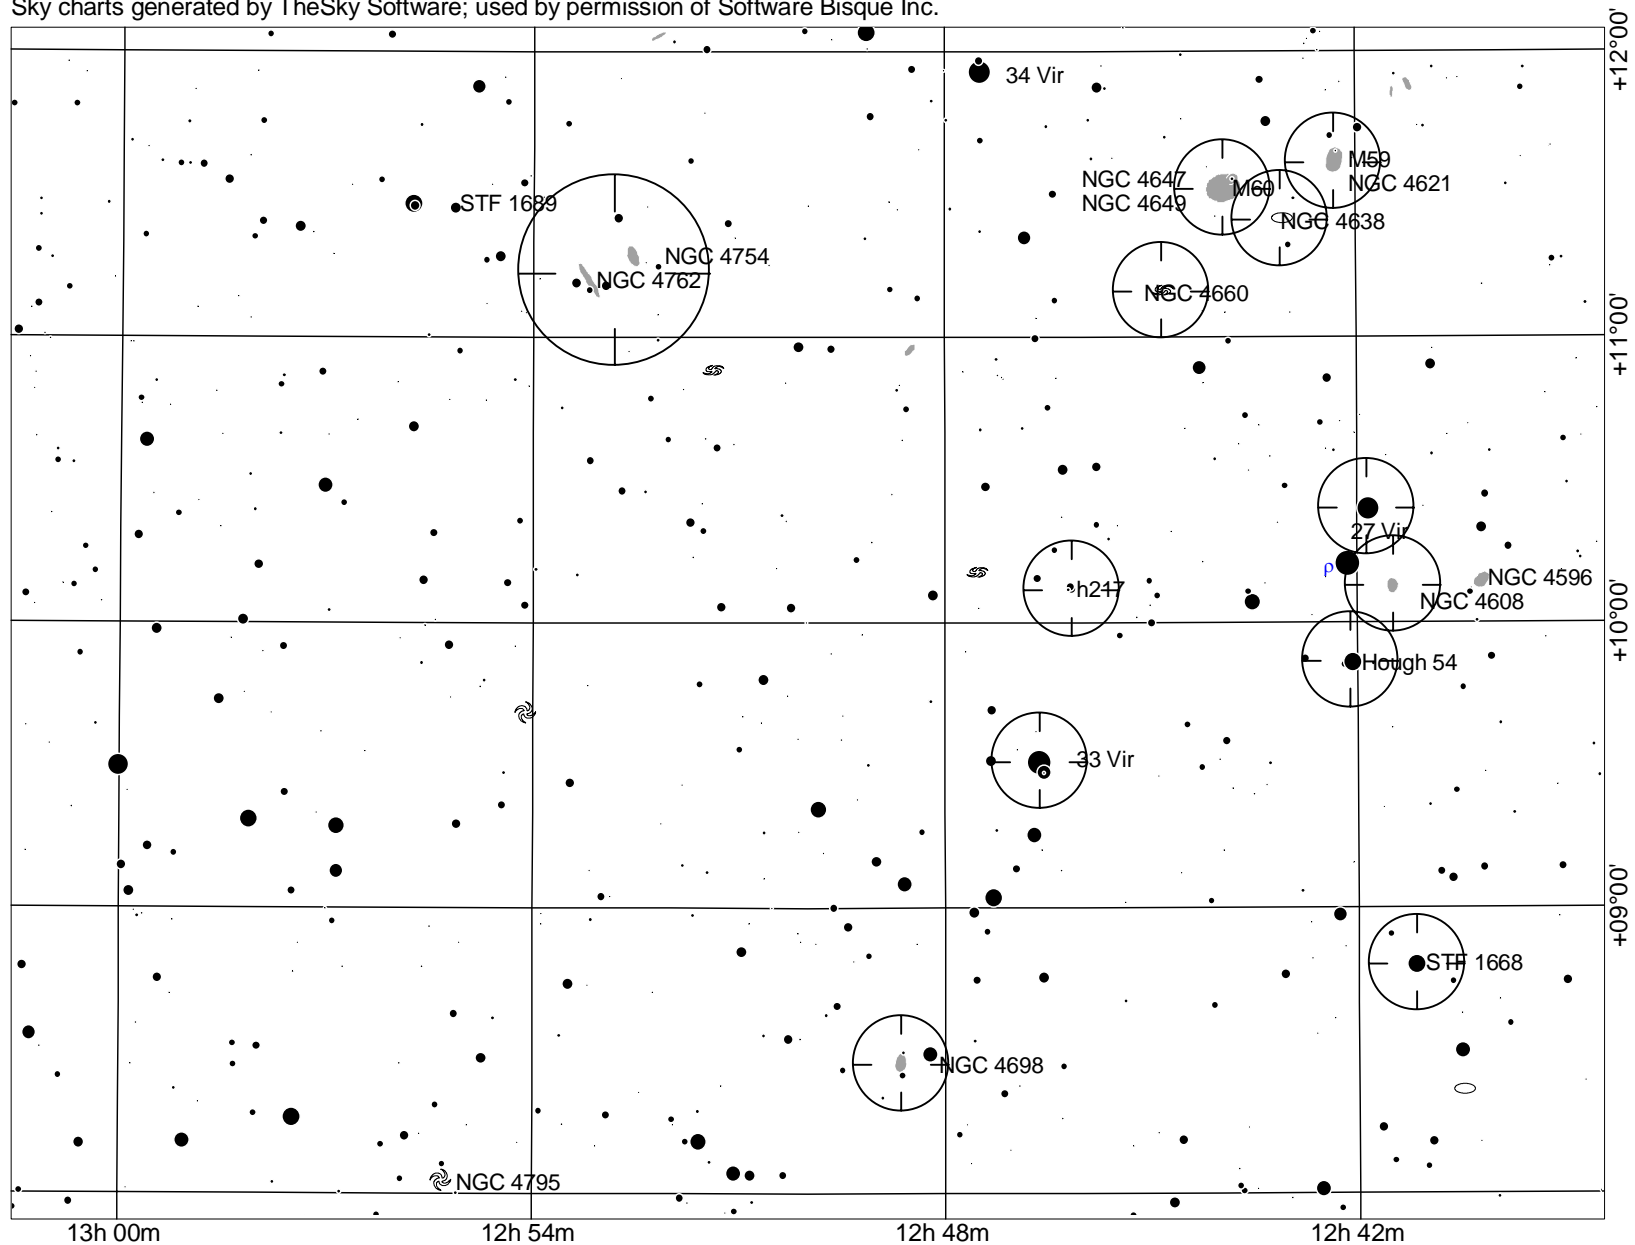 Sky charts generated by TheSky Software; used by permission of Software Bisque Inc.
+12°00'
34 Vir
M59
NGC 4621
NGC 4647
M60
NGC 4649
STF 1689
NGC 4638
NGC 4754
NGC 4762
NGC 4660
+11°00'
27 Vir
ρ
NGC 4596
h217
NGC 4608
+10°00'
Hough 54
33 Vir
+09°00'
STF 1668
NGC 4698
NGC 4795
13h 00m
12h 54m
12h 48m
12h 42m